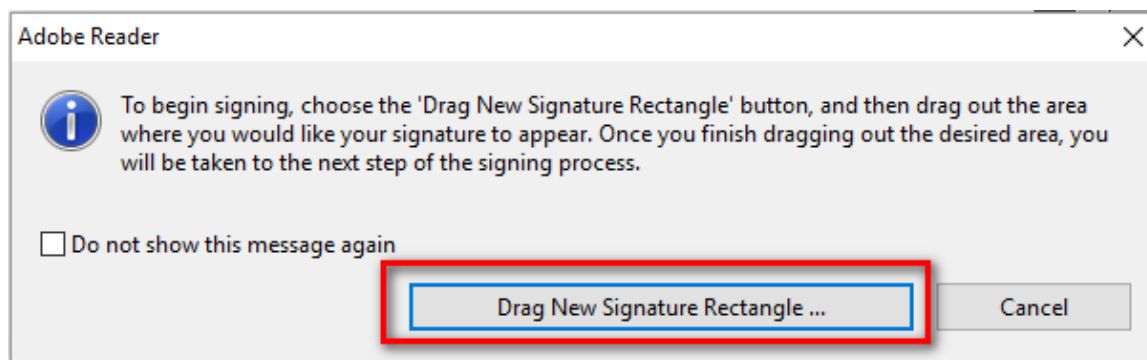 Adobe Reader
To begin signing, choose the 'Drag New Signature Rectangle' button, and then drag out the area
where you would like your signature to appear. Once you finish dragging out the desired area, you
will be taken to the next step of the signing process.
Do not show this message again
Drag New Signature Rectangle ...
Cancel